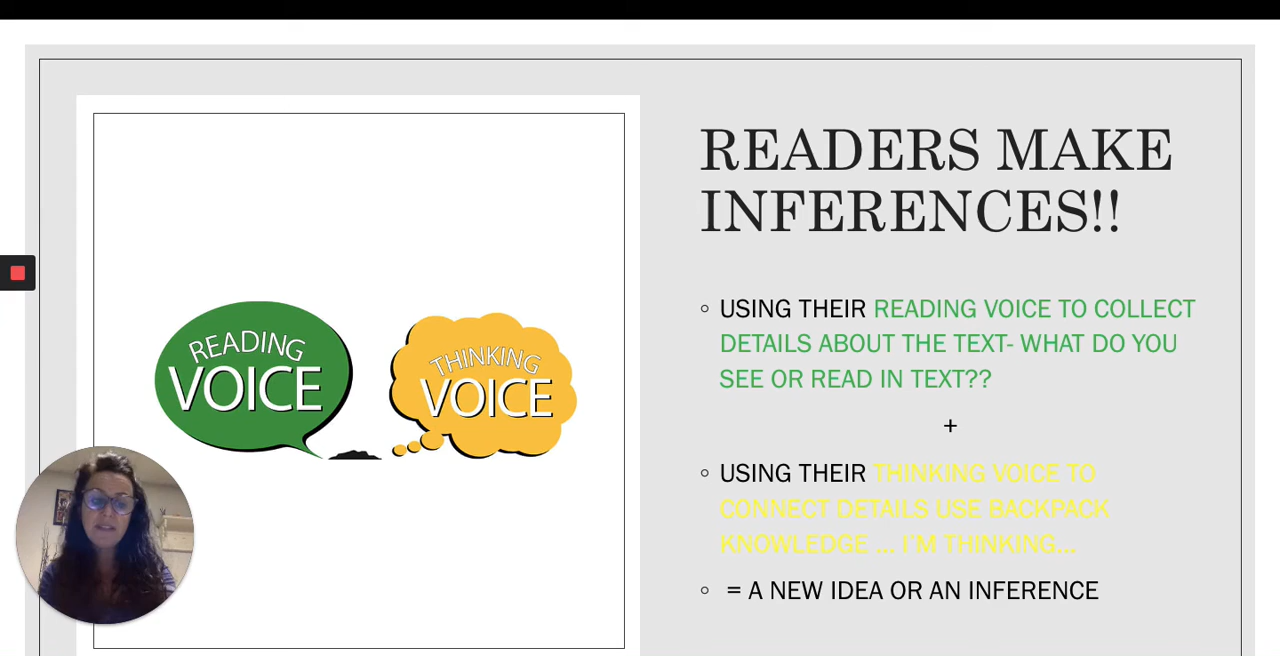 READERS MAKE
INFERENCES!!
READING
VOICE
THINKING
VOICE
USING THEIR READING VOICE TO COLLECT
DETAILS ABOUT THE TEXT- WHAT DO YOU
SEE OR READ IN TEXT??
+
USING THEIR THINKING VOICE TO
CONNECT DETAILS USE BACKPACK
KNOWLEDGE ... I'M THINKING...
= A NEW IDEA OR AN INFERENCE